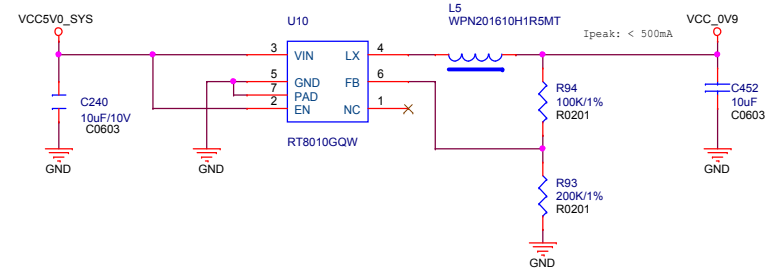 L5
WPN201610H1R5MT
VCC5V0_SYS
U10
VCC_0V9
Ipeak: < 500mA
3
VIN
LX
4
5
GND
FB
6
7
PAD
2
EN
NC
1
RT8010GQW
C240
10uF/10V
C0603
R94
100K/1%
R0201
C452
10uF
C0603
GND
GND
GND
R93
200K/1%
R0201
GND